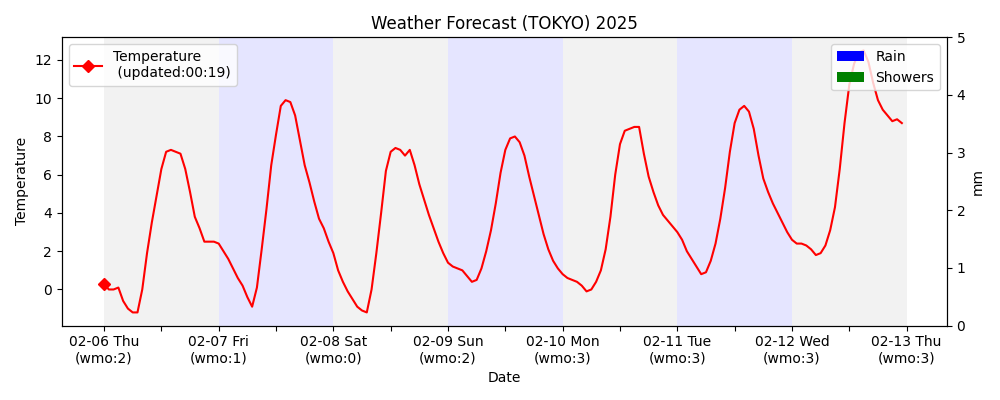 Weather Forecast (TOKYO) 2025
Temperature
(updated:00:19)
Rain
Showers
12
10
8
6
4
2
0
Temperature
5
4
3
2
1
0
mm
02-06 Thu
(wmo:2)
02-07 Fri
(wmo:1)
02-08 Sat
(wmo:0)
02-09 Sun
(wmo:2)
02-10 Mon
(wmo:3)
02-11 Tue
(wmo:3)
02-12 Wed
(wmo:3)
02-13 Thu
(wmo:3)
Date